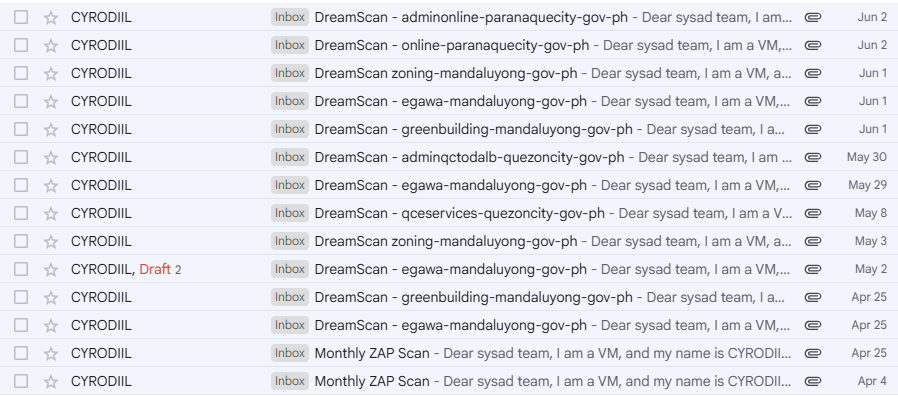 CYRODIIL Inbox DreamScan - adminonline-paranaquecity-gov-ph - Dear sysad team, I am... Jun 2
CYRODIIL Inbox DreamScan - online-paranaquecity-gov-ph - Dear sysad team, I am a VM,... Jun 2
CYRODIIL Inbox DreamScan zoning-mandaluyong-gov-ph - Dear sysad team, I am a VM, a... Jun 1
CYRODIIL Inbox DreamScan - egawa-mandaluyong-gov-ph - Dear sysad team, I am a VM,... Jun 1
CYRODIIL Inbox DreamScan - greenbuilding-mandaluyong-gov-ph - Dear sysad team, I a... Jun 1
CYRODIIL Inbox DreamScan - adminqctodalb-quezoncity-gov-ph - Dear sysad team, I am ... May 30
CYRODIIL Inbox DreamScan - egawa-mandaluyong-gov-ph - Dear sysad team, I am a VM,... May 29
CYRODIIL Inbox DreamScan - qceservices-quezoncity-gov-ph - Dear sysad team, I am a V... May 8
CYRODIIL Inbox DreamScan zoning-mandaluyong-gov-ph - Dear sysad team, I am a VM, a... May 3
CYRODIIL, Draft 2 Inbox DreamScan - egawa-mandaluyong-gov-ph - Dear sysad team, I am a VM,... May 2
CYRODIIL Inbox DreamScan - greenbuilding-mandaluyong-gov-ph - Dear sysad team, I a... Apr 25
CYRODIIL Inbox DreamScan - egawa-mandaluyong-gov-ph - Dear sysad team, I am a VM,... Apr 25
CYRODIIL Inbox Monthly ZAP Scan - Dear sysad team, I am a VM, and my name is CYRODII... Apr 25
CYRODIIL Inbox Monthly ZAP Scan - Dear sysad team, I am a VM, and my name is CYRODII... Apr 4